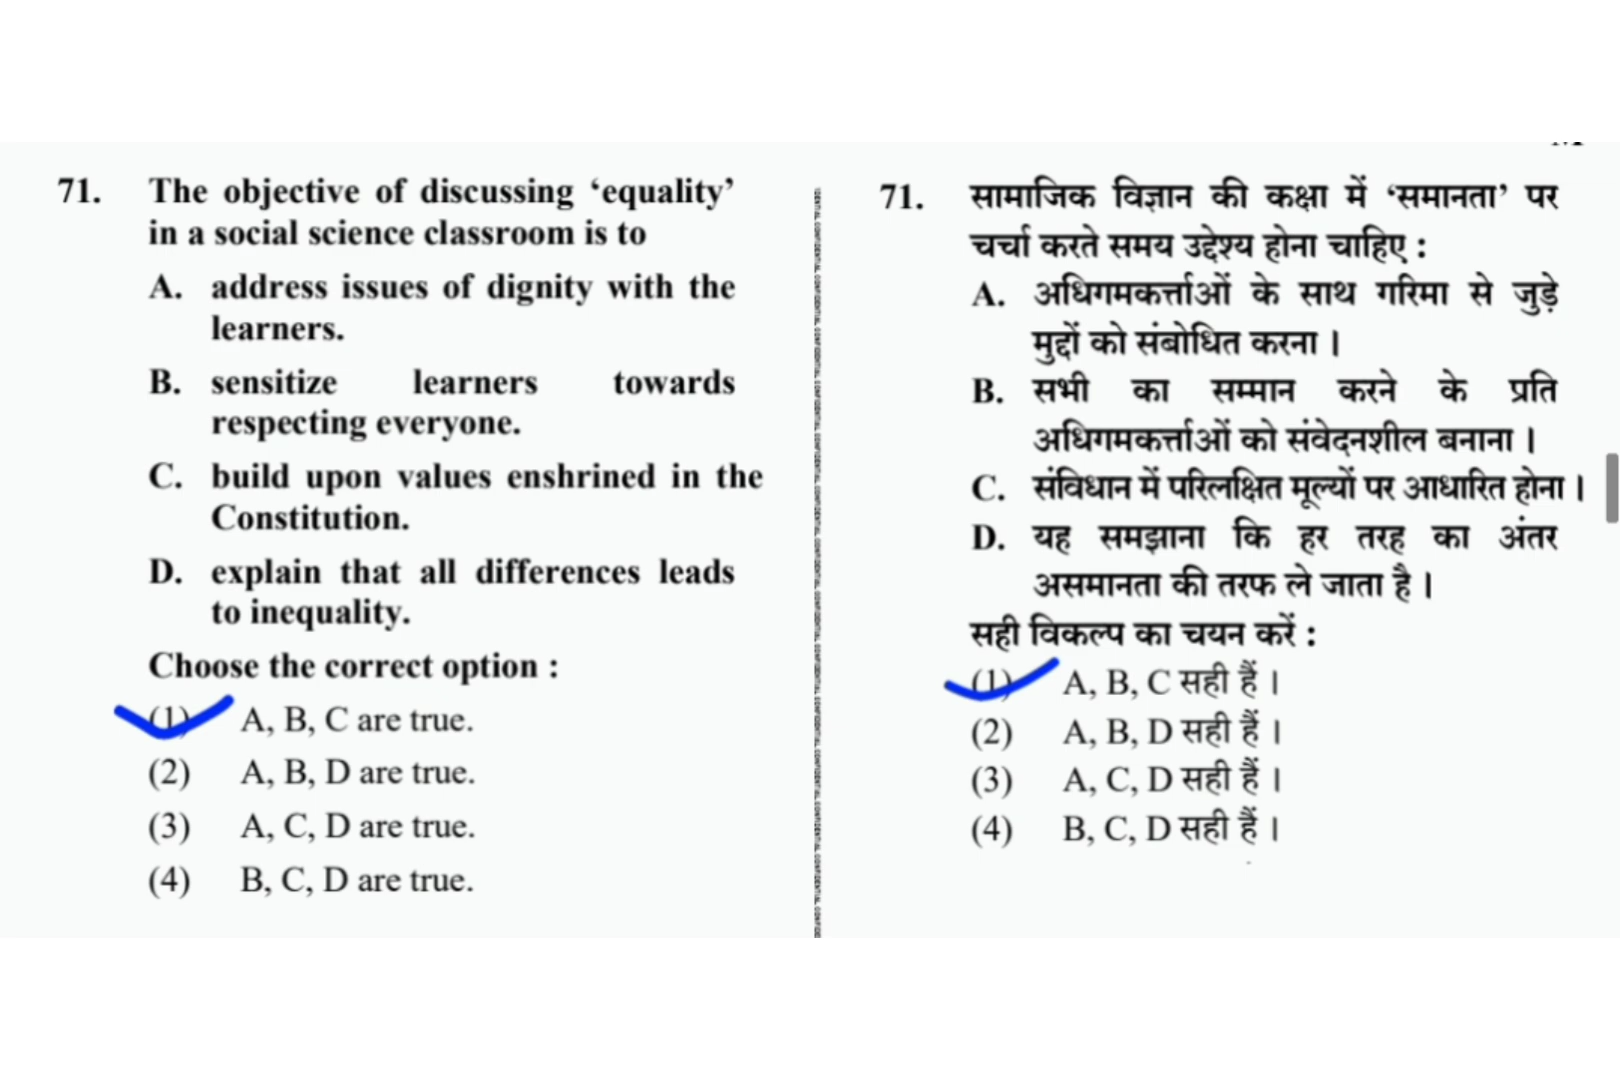 71. The objective of discussing ‘equality’
in a social science classroom is to
A. address issues of dignity with the
learners.
B. sensitize learners towards
respecting everyone.
C. build upon values enshrined in the
Constitution.
D. explain that all differences leads
to inequality.
Choose the correct option :
(1) A, B, C are true.
(2) A, B, D are true.
(3) A, C, D are true.
(4) B, C, D are true.
71. सामाजिक विज्ञान की कक्षा में ‘समानता’ पर
चर्चा करते समय उद्देश्य होना चाहिए :
A. अधिगमकर्त्ताओं के साथ गरिमा से जुड़े
मुद्दों को संबोधित करना ।
B. सभी का सम्मान करने के प्रति
अधिगमकर्त्ताओं को संवेदनशील बनाना ।
C. संविधान में परिलक्षित मूल्यों पर आधारित होना ।
D. यह समझाना कि हर तरह का अंतर
असमानता की तरफ ले जाता है ।
सही विकल्प का चयन करें :
(1) A, B, C सही हैं ।
(2) A, B, D सही हैं ।
(3) A, C, D सही हैं ।
(4) B, C, D सही हैं ।